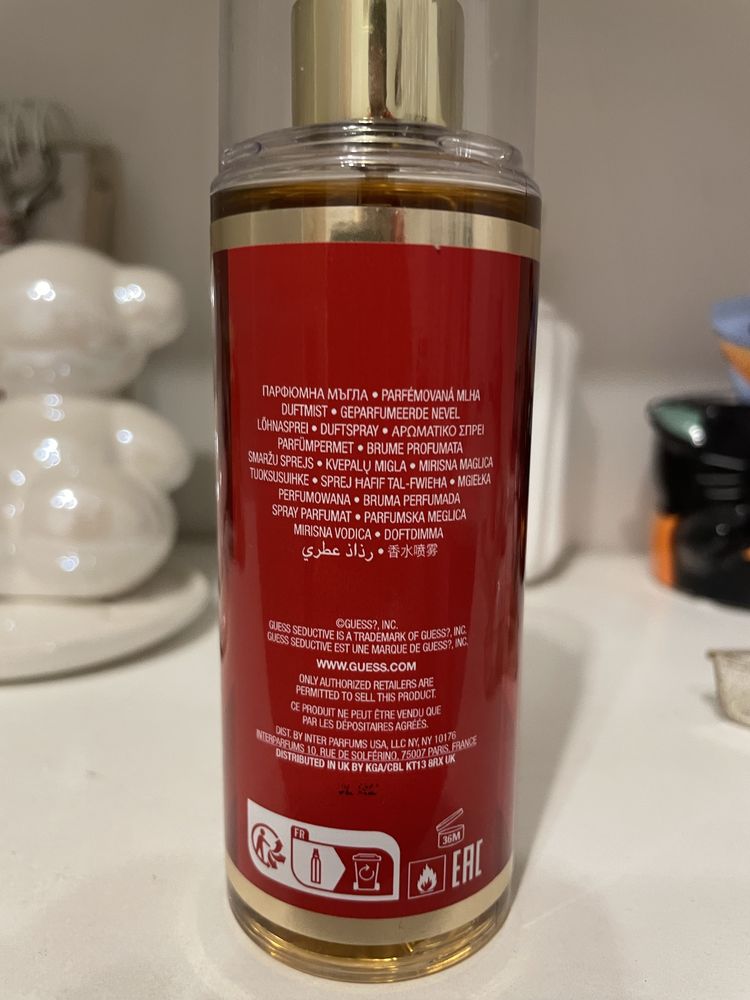 ПАРФЮМНА МЪГЛА • PARFÉMOVANÁ MLHA
DUFTMIST • GEPARFUMEERDE NEVEL
LÕHNASPREI • DUFTSPRAY • ΑΡΩΜΑΤΙΚΟ ΣΠΡΕΪ
PARFÜMPERMET • BRUME PROFUMATA
SMARŽU SPREJS • KVEPALŲ MIGLA • MIRISNA MAGLICA
TUOKSUSUIHKE • SPREJ ĦAFIF TAL-FWIEĦA • MGIEŁKA
PERFUMOWANA • BRUMA PERFUMADA
SPRAY PARFUMAT • PARFUMSKA MEGLICA
MIRISNA VODICA • DOFTDIMMA
رذاذ عطري • 香水喷雾
©GUESS?, INC.
GUESS SEDUCTIVE IS A TRADEMARK OF GUESS?, INC.
GUESS SEDUCTIVE EST UNE MARQUE DE GUESS?, INC.
WWW.GUESS.COM
ONLY AUTHORIZED RETAILERS ARE
PERMITTED TO SELL THIS PRODUCT.
CE PRODUIT NE PEUT ÊTRE VENDU QUE
PAR LES DÉPOSITAIRES AGRÉÉS.
DIST. BY INTER PARFUMS USA, LLC NY, NY 10176
INTERPARFUMS 10, RUE DE SOLFÉRINO, 75007 PARIS, FRANCE
DISTRIBUTED IN UK BY KGA/CBL KT13 8RX UK
FR
36M
EAC